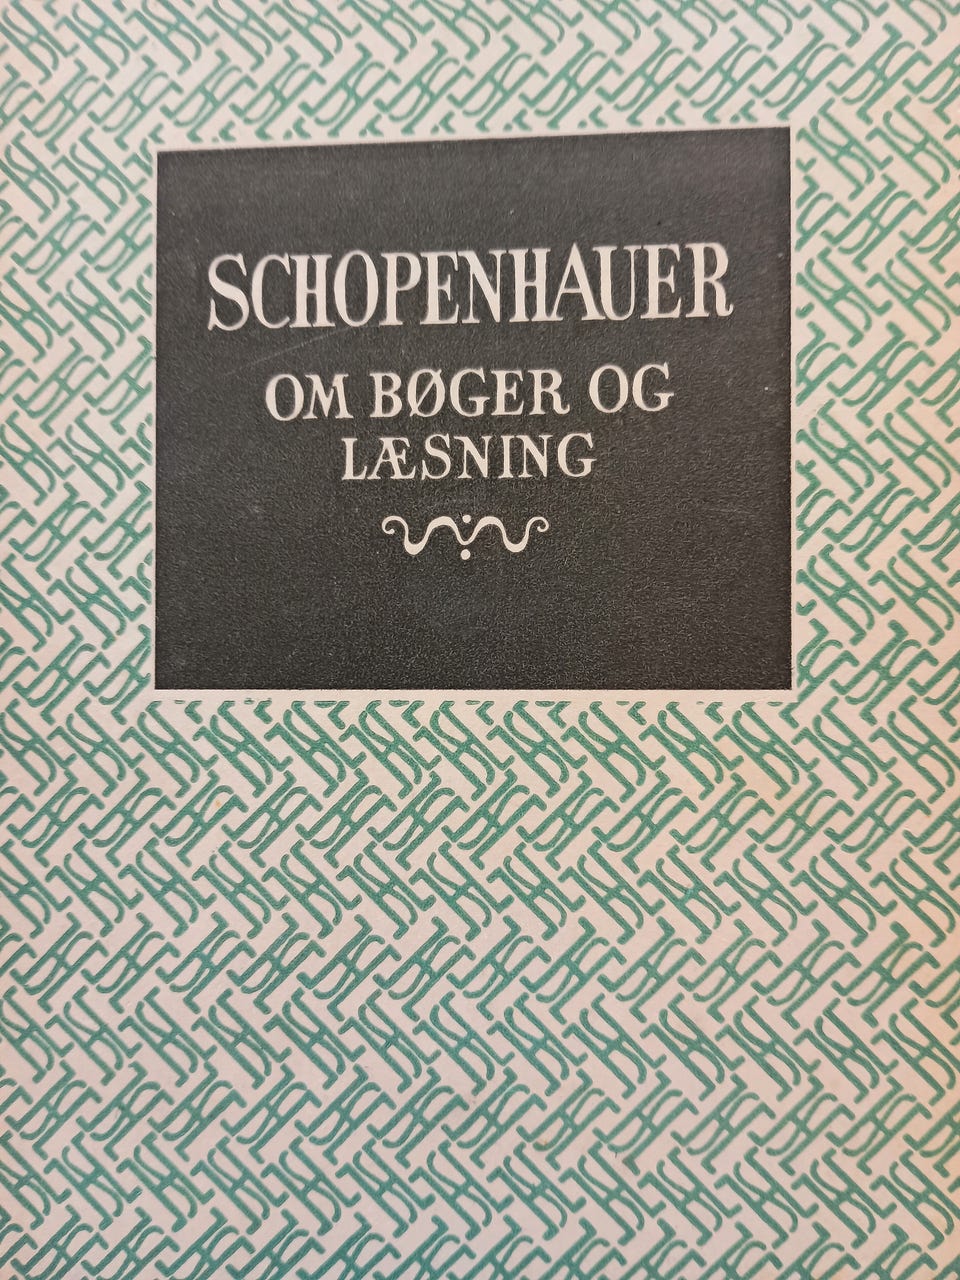 SCHOPENHAUER
OM BØGER OG
LÆSNING